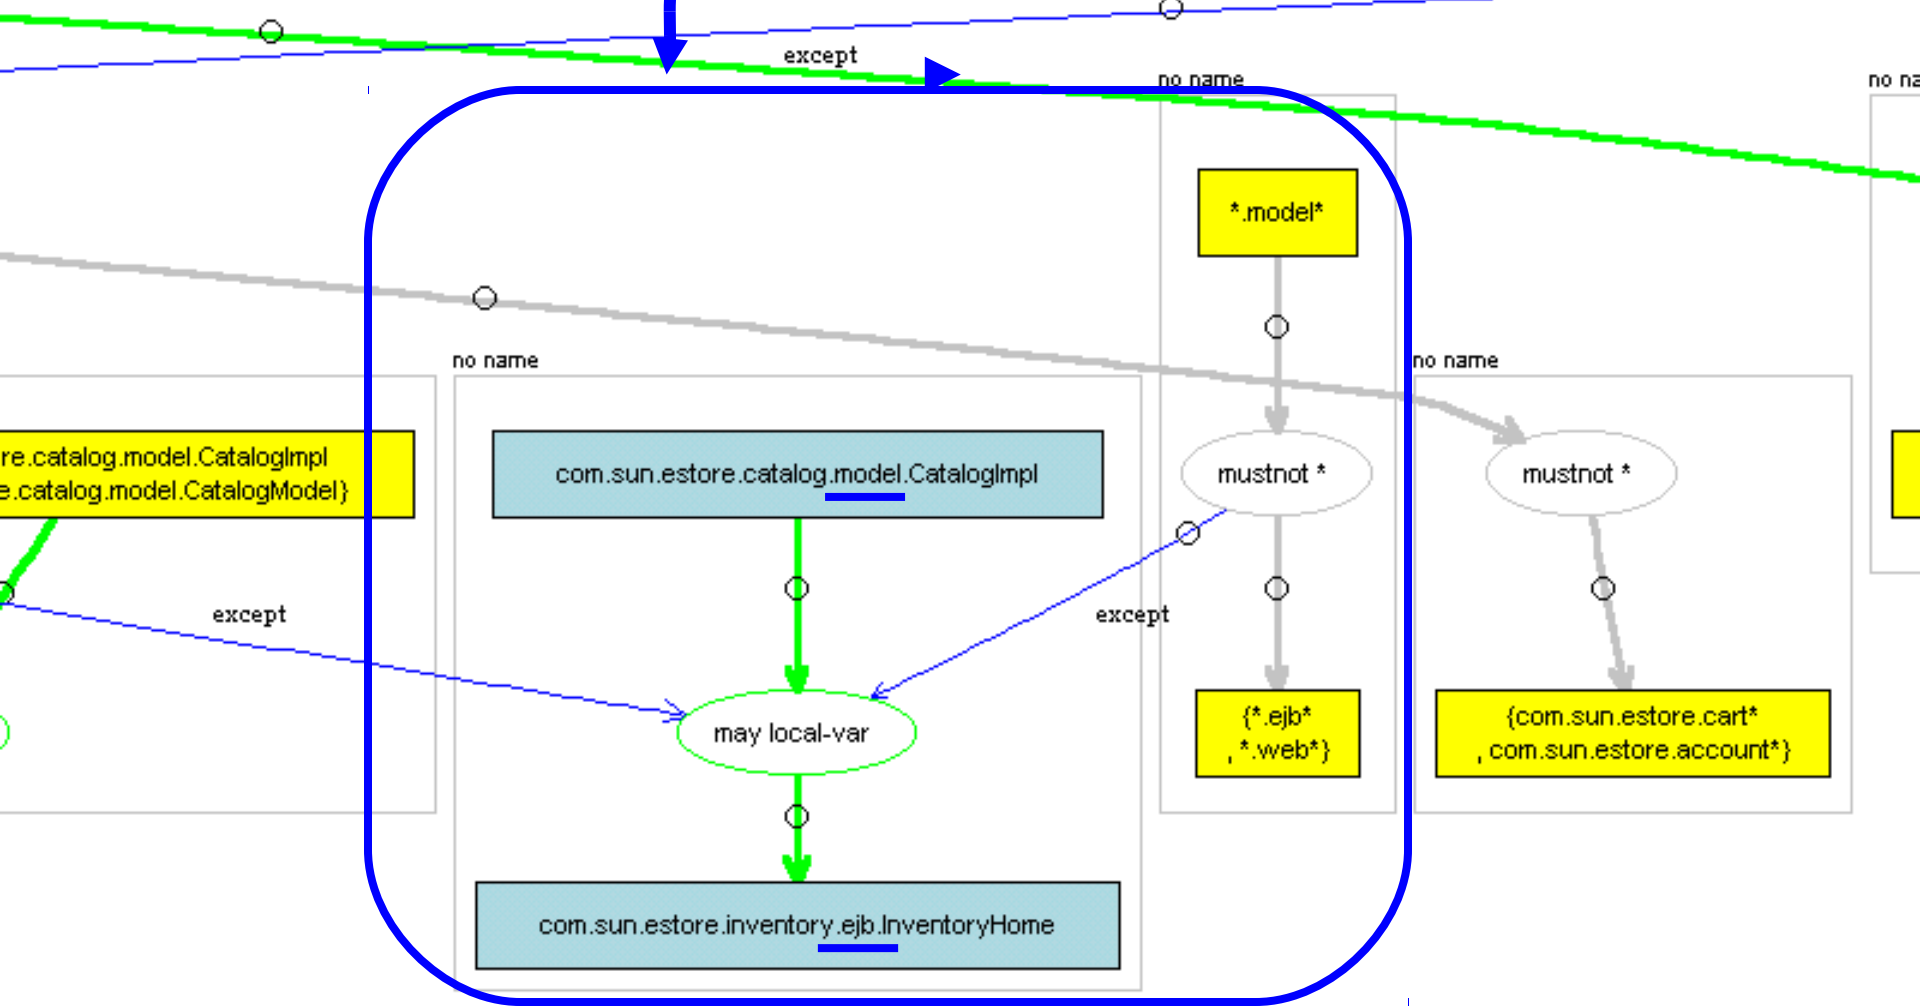 except
no name
no na
*.model*
no name
no name
re.catalog.model.CatalogImpl
e.catalog.model.CatalogModel}
com.sun.estore.catalog.model.CatalogImpl
mustnot *
mustnot *
except
except
may local-var
{*.ejb*
,*.web*}
{com.sun.estore.cart*
,com.sun.estore.account*}
com.sun.estore.inventory.ejb.InventoryHome